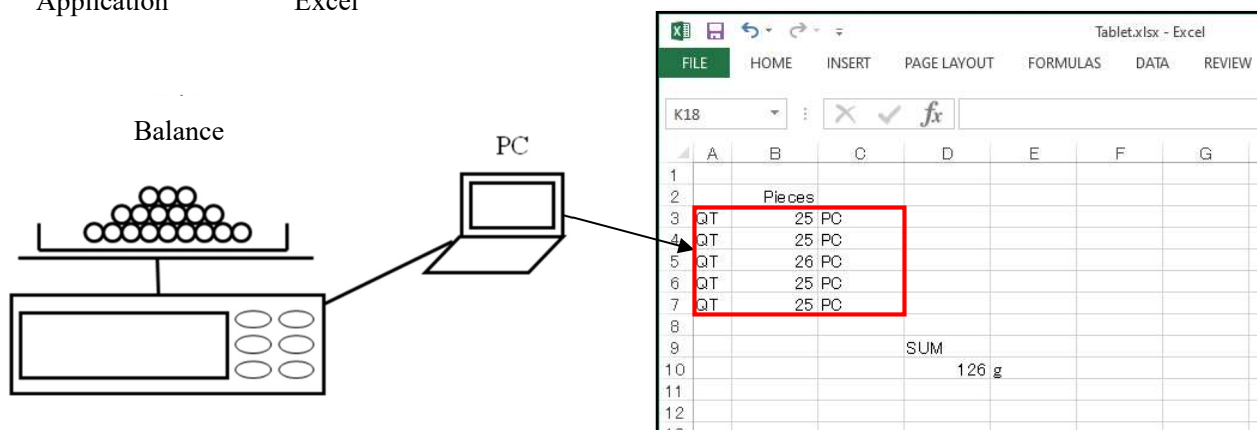 Application Excel
Balance
PC
Tablet.xlsx - Excel
FILE HOME INSERT PAGE LAYOUT FORMULAS DATA REVIEW
K18 fx
A B C D E F G
1
2 Pieces
3 QT 25 PC
4 QT 25 PC
5 QT 26 PC
6 QT 25 PC
7 QT 25 PC
8
9 SUM
10 126 g
11
12